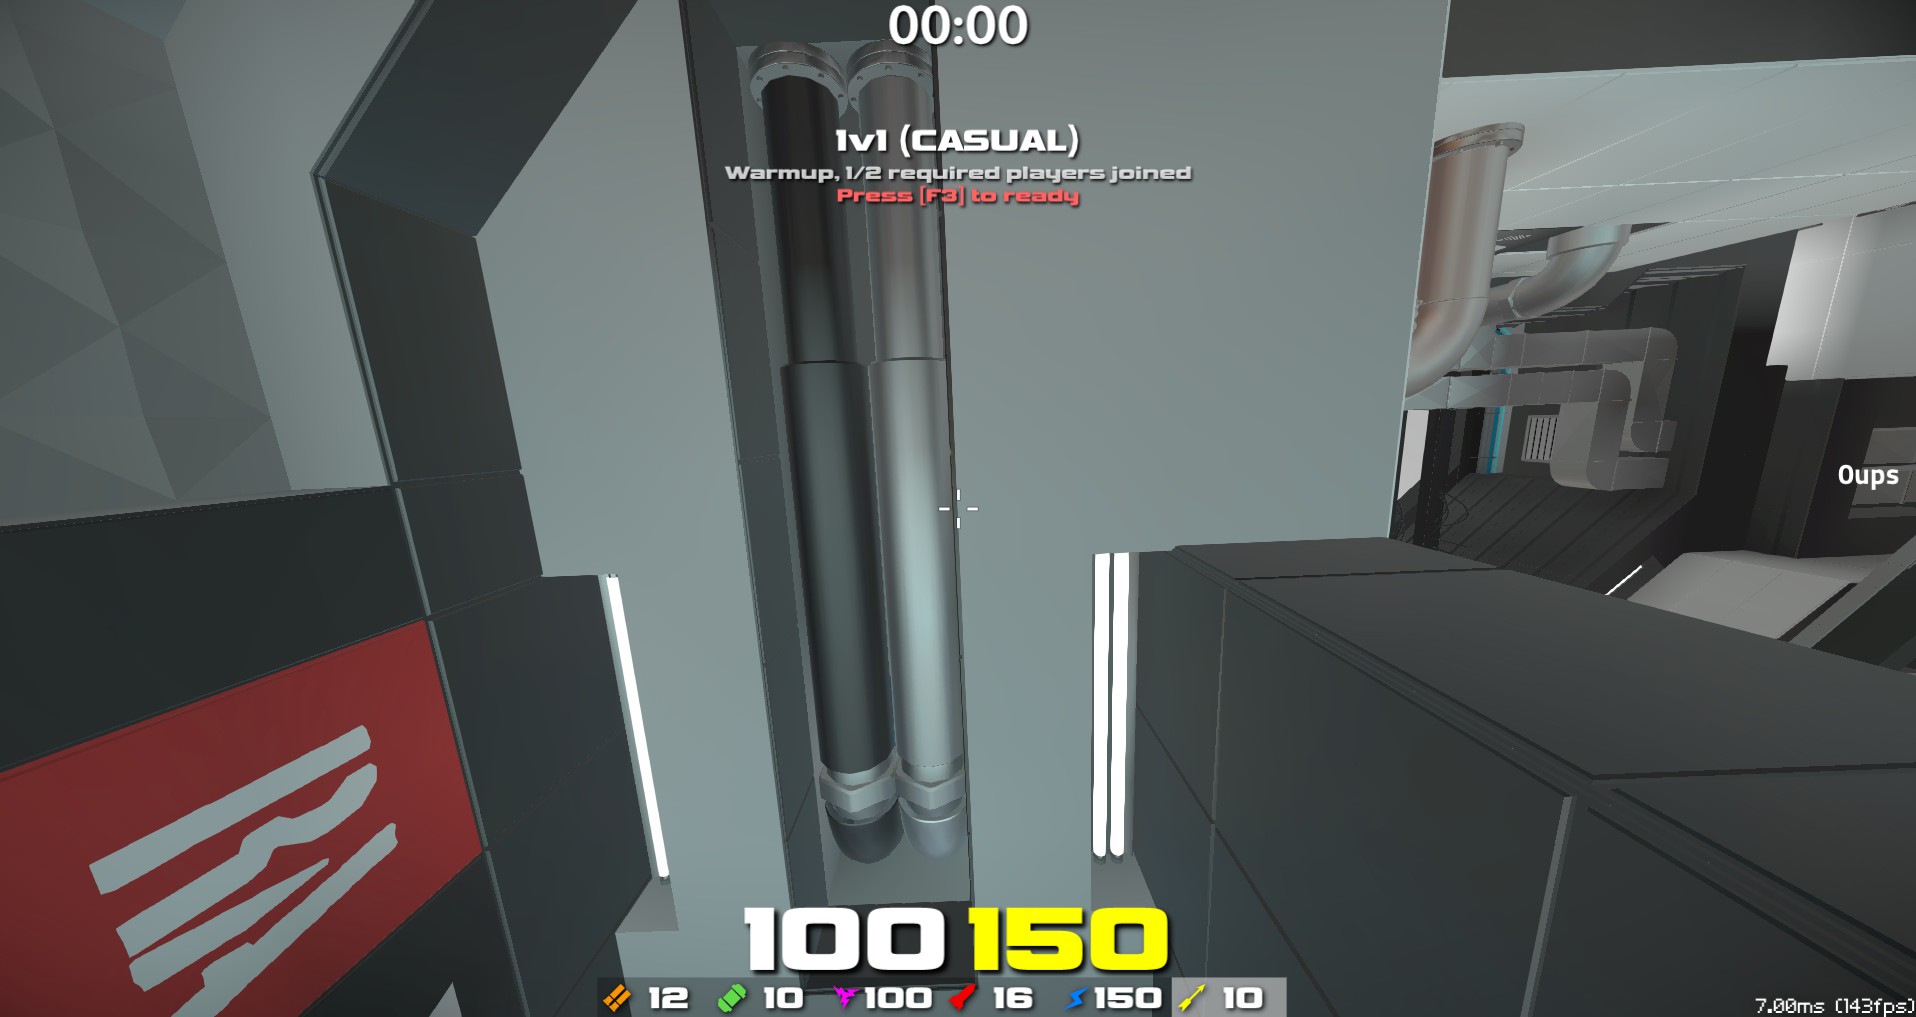 00:00
1v1 (CASUAL)
Warmup, 1/2 required players joined
Press [F3] to ready
Oups
100 150
12 10 100 16 150 10
7.00ms (143fps)